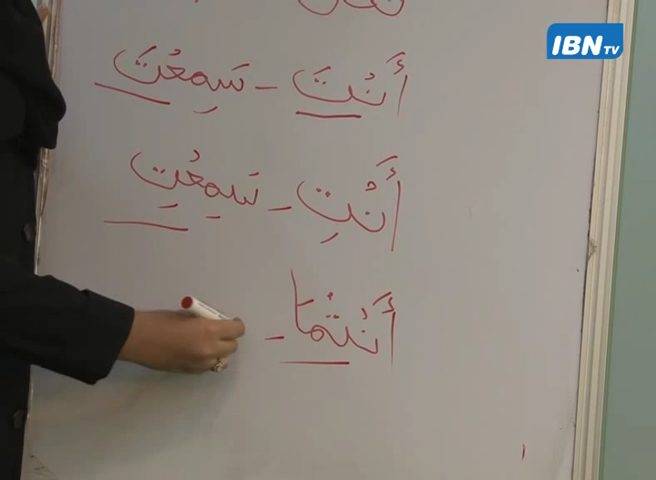 IBN TV
أَنْتَ - سَمِعْتَ
أَنْتِ - سَمِعْتِ
أَنْتُمَا -